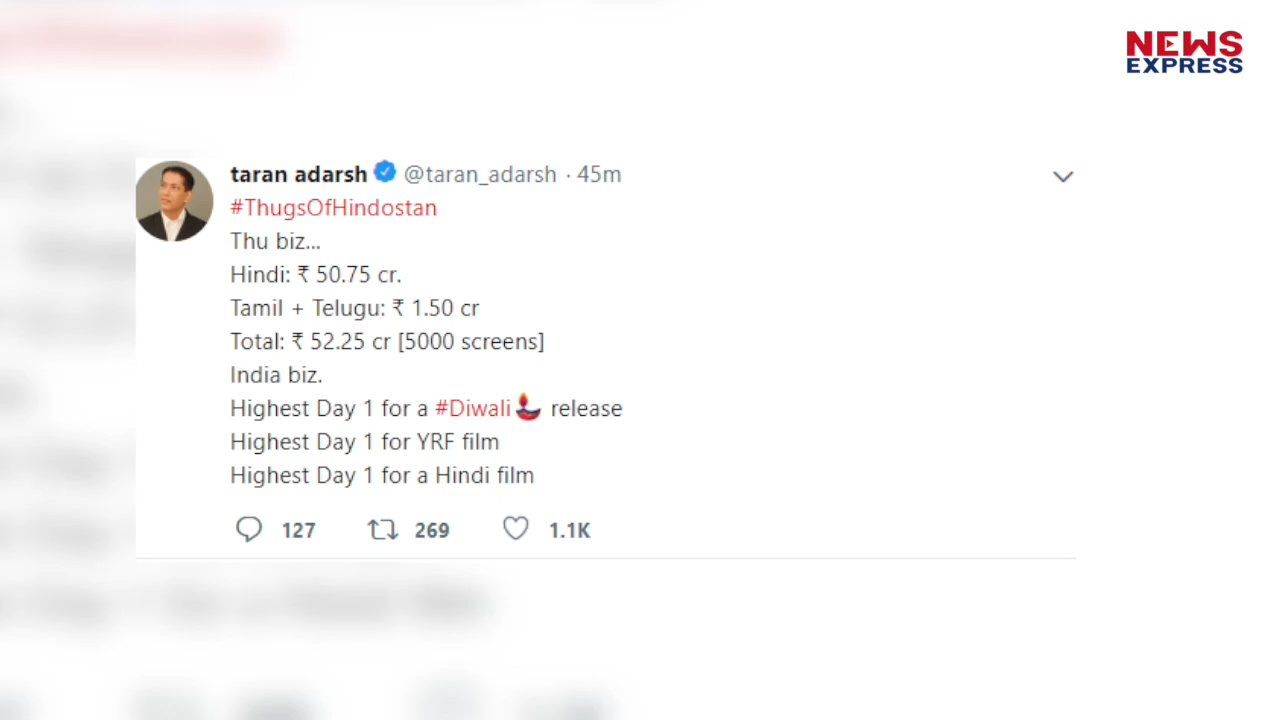 NEWS
EXPRESS
taran adarsh @taran_adarsh · 45m
#ThugsOfHindostan
Thu biz...
Hindi: ₹ 50.75 cr.
Tamil + Telugu: ₹ 1.50 cr
Total: ₹ 52.25 cr [5000 screens]
India biz.
Highest Day 1 for a #Diwali🪔 release
Highest Day 1 for YRF film
Highest Day 1 for a Hindi film
127 269 1.1K